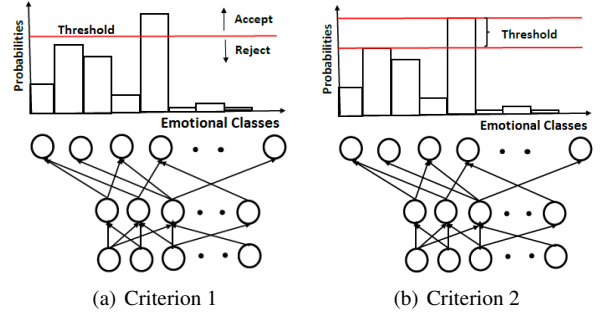 Probabilities
Threshold
Accept
Reject
Emotional Classes
(a) Criterion 1
Probabilities
Threshold
Emotional Classes
(b) Criterion 2